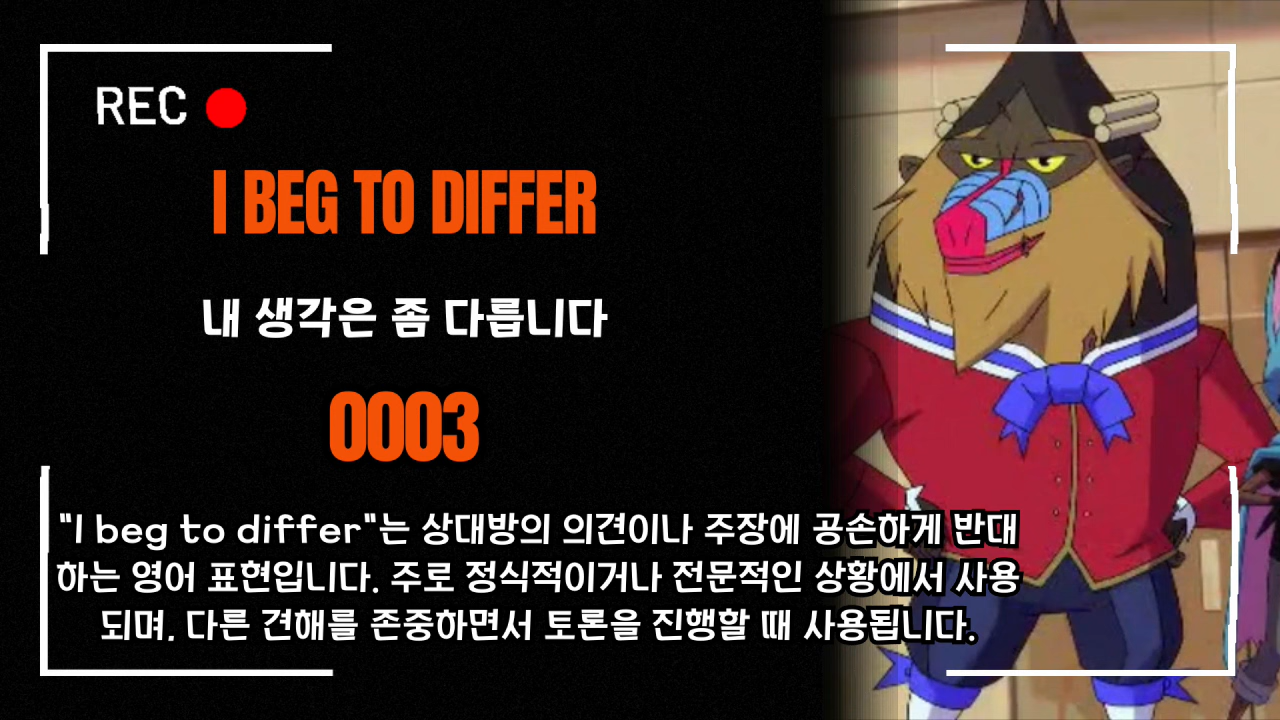 REC
I BEG TO DIFFER
내 생각은 좀 다릅니다
0003
"I beg to differ"는 상대방의 의견이나 주장에 공손하게 반대
하는 영어 표현입니다. 주로 정식적이거나 전문적인 상황에서 사용
되며, 다른 견해를 존중하면서 토론을 진행할 때 사용됩니다.